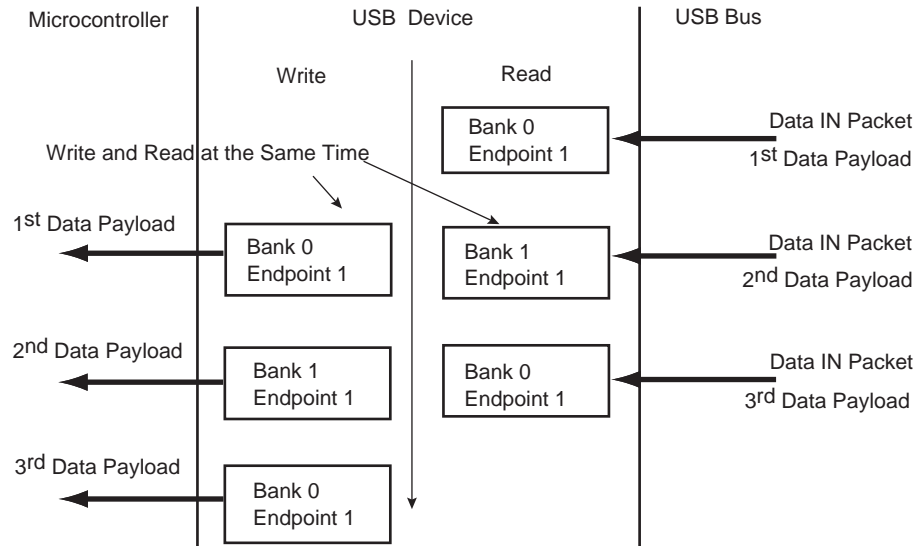 Microcontroller
USB Device
USB Bus
Write
Read
Bank 0
Endpoint 1
Data IN Packet
1st Data Payload
Write and Read at the Same Time
1st Data Payload
Bank 0
Endpoint 1
Bank 1
Endpoint 1
Data IN Packet
2nd Data Payload
2nd Data Payload
Bank 1
Endpoint 1
Bank 0
Endpoint 1
Data IN Packet
3rd Data Payload
3rd Data Payload
Bank 0
Endpoint 1